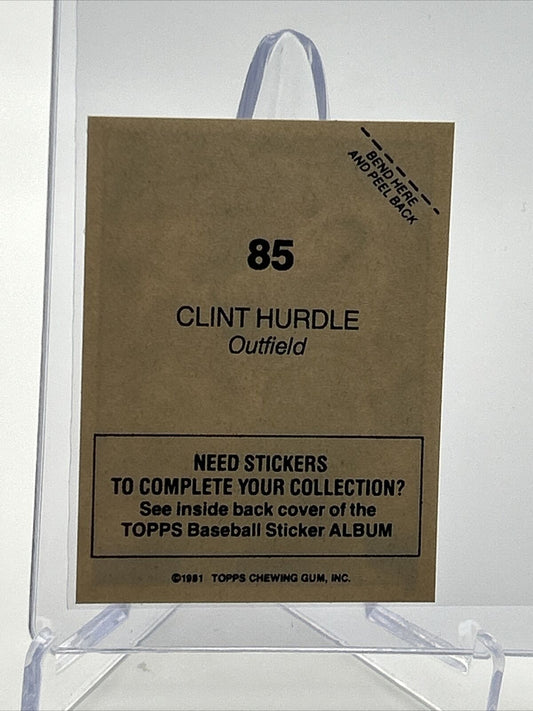 BEND HERE
AND PEEL BACK
85
CLINT HURDLE
Outfield
NEED STICKERS
TO COMPLETE YOUR COLLECTION?
See inside back cover of the
TOPPS Baseball Sticker ALBUM
©1981 TOPPS CHEWING GUM, INC.